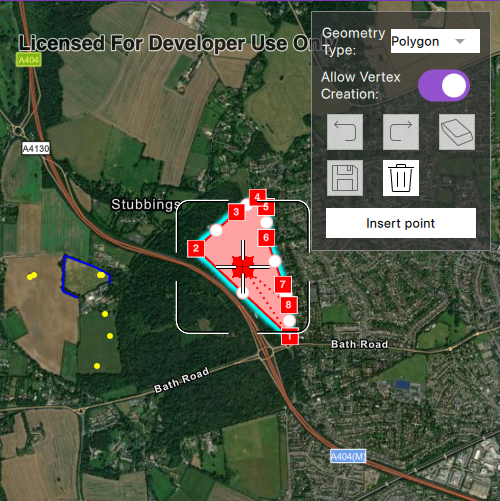 Licensed For Developer Use On
Geometry
Type:
Polygon
A404
Allow Vertex
Creation:
A4130
Stubbings
4
3
5
6
2
7
8
1
Insert point
Bath Road
Bath Road
A404(M)